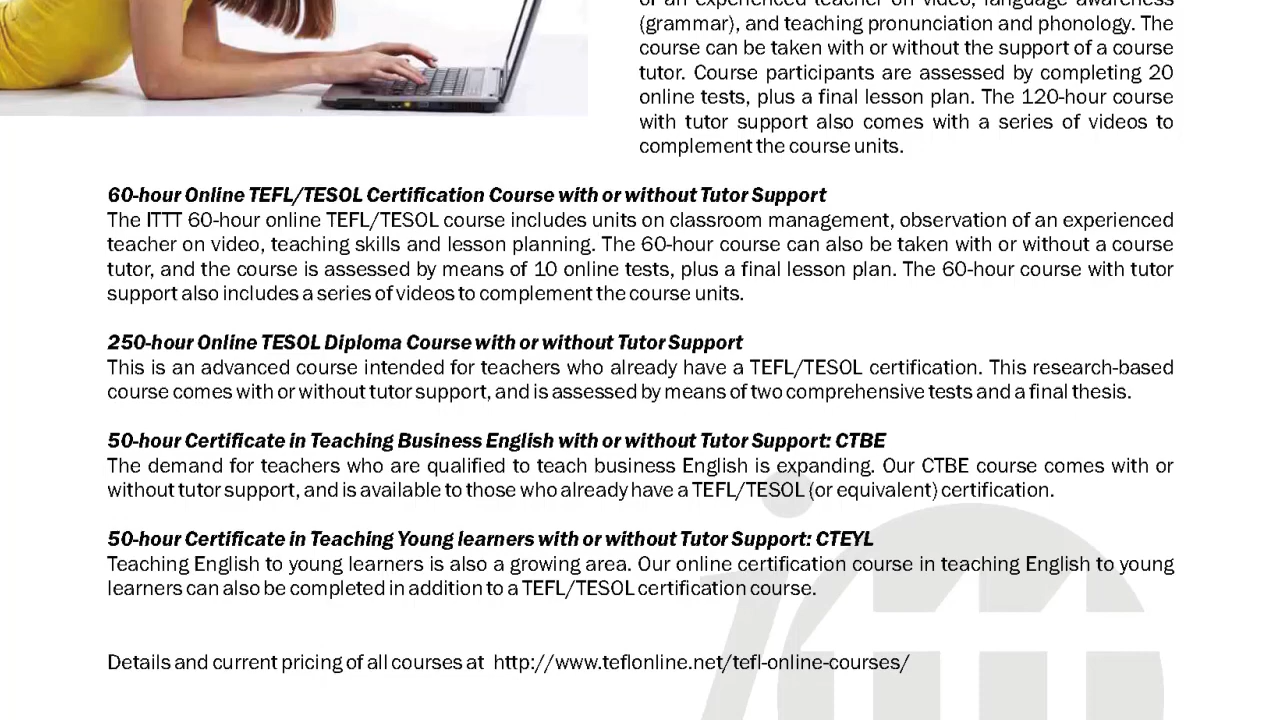 of an experienced teacher on video, language awareness
(grammar), and teaching pronunciation and phonology. The
course can be taken with or without the support of a course
tutor. Course participants are assessed by completing 20
online tests, plus a final lesson plan. The 120-hour course
with tutor support also comes with a series of videos to
complement the course units.
60-hour Online TEFL/TESOL Certification Course with or without Tutor Support
The ITTT 60-hour online TEFL/TESOL course includes units on classroom management, observation of an experienced
teacher on video, teaching skills and lesson planning. The 60-hour course can also be taken with or without a course
tutor, and the course is assessed by means of 10 online tests, plus a final lesson plan. The 60-hour course with tutor
support also includes a series of videos to complement the course units.
250-hour Online TESOL Diploma Course with or without Tutor Support
This is an advanced course intended for teachers who already have a TEFL/TESOL certification. This research-based
course comes with or without tutor support, and is assessed by means of two comprehensive tests and a final thesis.
50-hour Certificate in Teaching Business English with or without Tutor Support: CTBE
The demand for teachers who are qualified to teach business English is expanding. Our CTBE course comes with or
without tutor support, and is available to those who already have a TEFL/TESOL (or equivalent) certification.
50-hour Certificate in Teaching Young learners with or without Tutor Support: CTEYL
Teaching English to young learners is also a growing area. Our online certification course in teaching English to young
learners can also be completed in addition to a TEFL/TESOL certification course.
Details and current pricing of all courses at http://www.teflonline.net/tefl-online-courses/